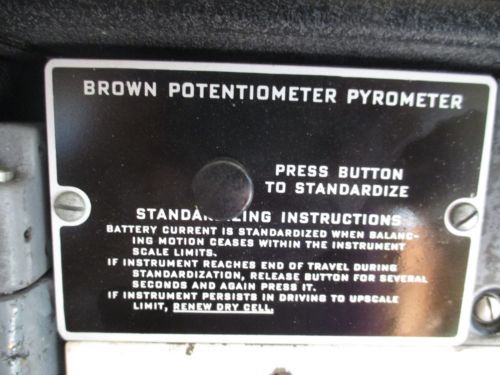 BROWN POTENTIOMETER PYROMETER
PRESS BUTTON
TO STANDARDIZE
STANDARDIZING INSTRUCTIONS
BATTERY CURRENT IS STANDARDIZED WHEN BALANC-
ING MOTION CEASES WITHIN THE INSTRUMENT
SCALE LIMITS.
IF INSTRUMENT REACHES END OF TRAVEL DURING
STANDARDIZATION, RELEASE BUTTON FOR SEVERAL
SECONDS AND AGAIN PRESS IT.
IF INSTRUMENT PERSISTS IN DRIVING TO UPSCALE
LIMIT, RENEW DRY CELL.